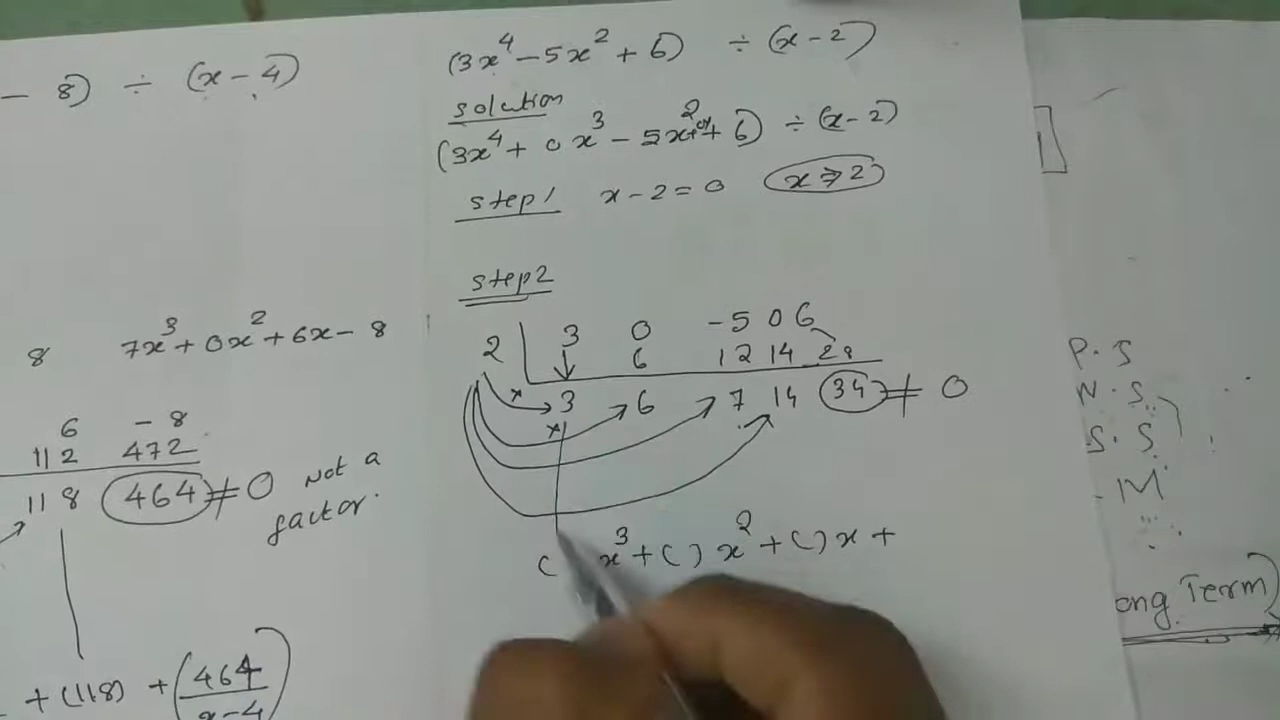 - 8) ÷ (x-4)
8 7x³+0x²+6x-8
6 -8
112 472
118 464 ≠ 0 Not a
factor.
+ (118) + (464/x-4)
(3x⁴-5x²+6) ÷ (x-2)
solution
(3x⁴+0x³-5x²+0x+6) ÷ (x-2)
step1 x-2=0 x⇒2
step2
2 3 0 -5 0 6
6 12 14 28
3 6 7 14 34 ≠ 0
( x³+( )x²+( )x+
P.S
N.S.
S.S.
-M
ong Term)